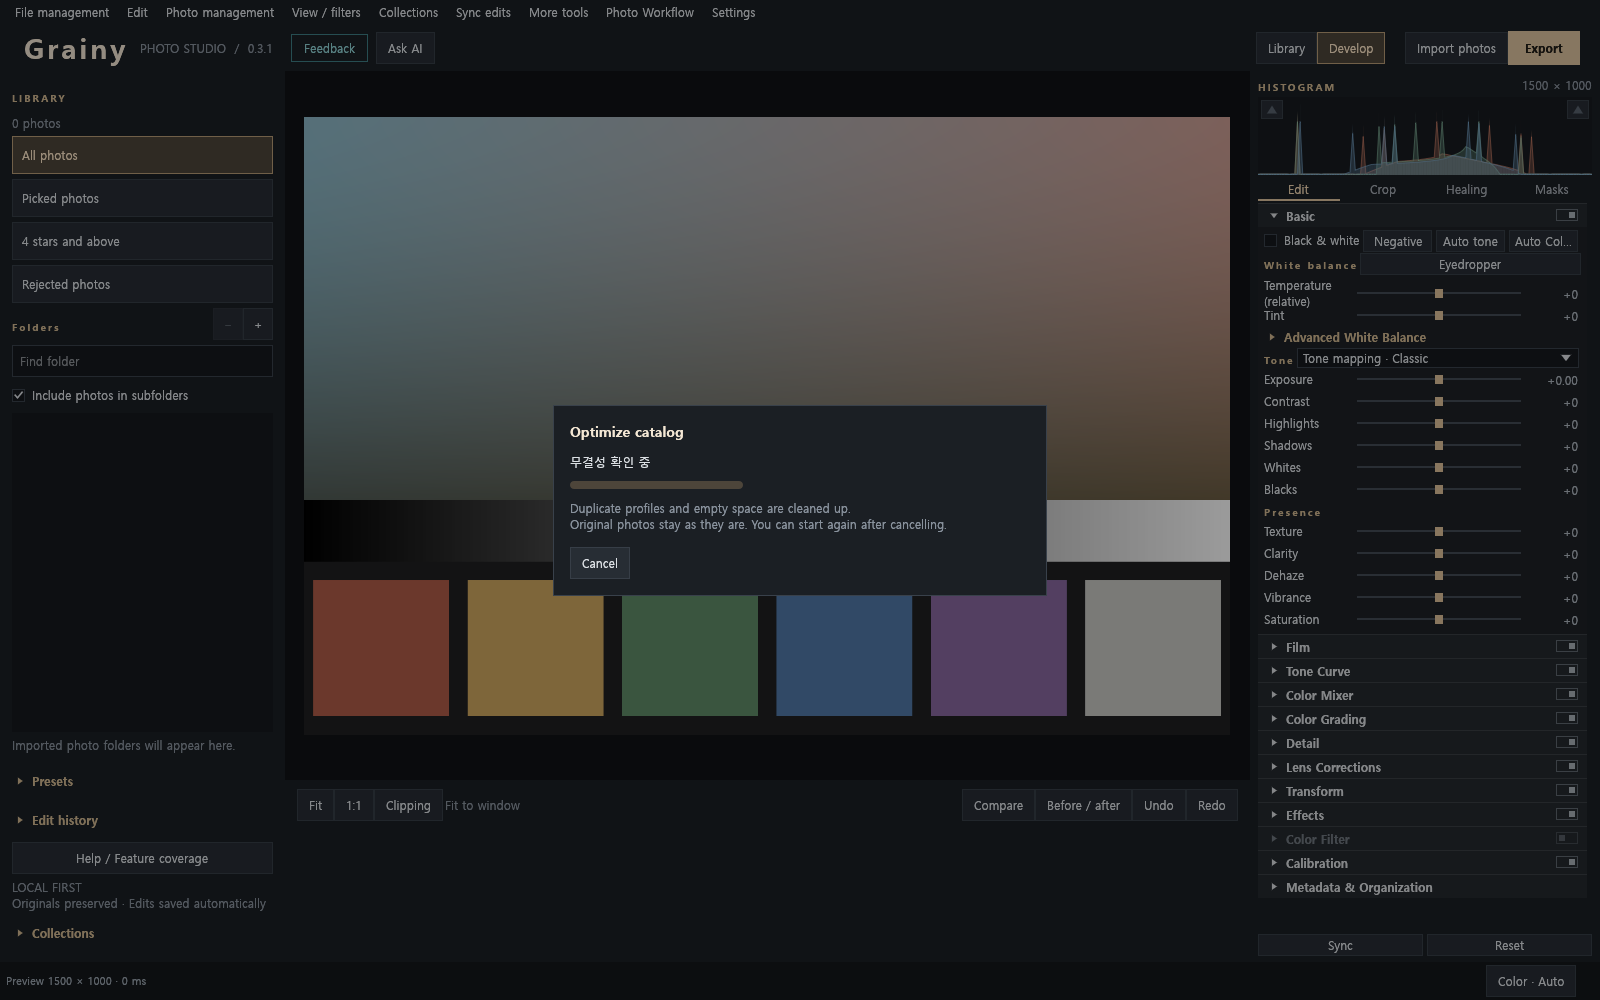 File management Edit Photo management View / filters Collections Sync edits More tools Photo Workflow Settings
Grainy PHOTO STUDIO / 0.3.1 Feedback Ask AI Library Develop Import photos Export
LIBRARY
0 photos
All photos
Picked photos
4 stars and above
Rejected photos
Folders − +
Find folder
Include photos in subfolders
Imported photo folders will appear here.
Presets
Edit history
Help / Feature coverage
LOCAL FIRST
Originals preserved · Edits saved automatically
Collections
Optimize catalog
무결성 확인 중
Duplicate profiles and empty space are cleaned up.
Original photos stay as they are. You can start again after cancelling.
Cancel
Fit 1:1 Clipping Fit to window Compare Before / after Undo Redo
HISTOGRAM 1500 × 1000
Edit Crop Healing Masks
Basic
Black & white Negative Auto tone Auto Col...
White balance Eyedropper
Temperature
(relative) +0
Tint +0
Advanced White Balance
Tone Tone mapping · Classic
Exposure +0.00
Contrast +0
Highlights +0
Shadows +0
Whites +0
Blacks +0
Presence
Texture +0
Clarity +0
Dehaze +0
Vibrance +0
Saturation +0
Film
Tone Curve
Color Mixer
Color Grading
Detail
Lens Corrections
Transform
Effects
Color Filter
Calibration
Metadata & Organization
Sync Reset
Preview 1500 × 1000 · 0 ms Color · Auto